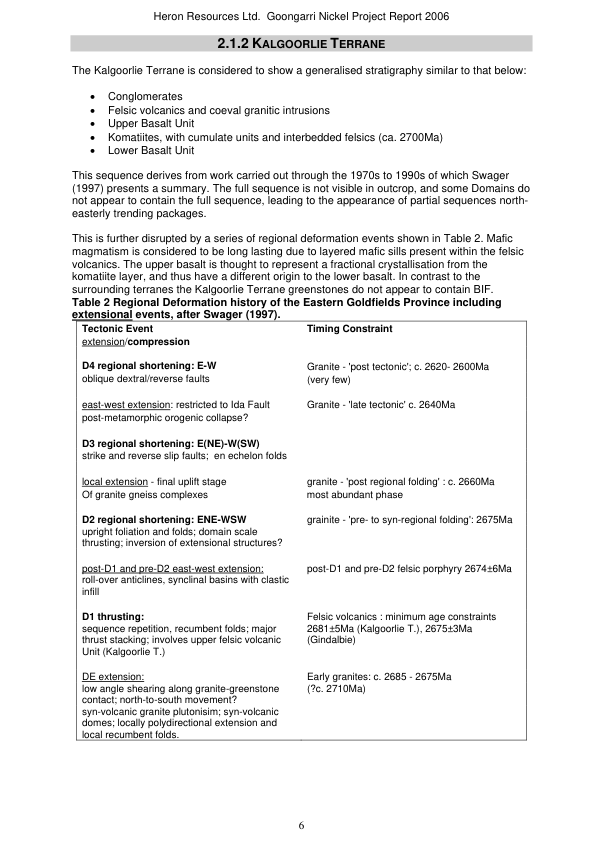 Heron Resources Ltd.  Goongarri Nickel Project Report 2006
2.1.2 KALGOORLIE TERRANE
The Kalgoorlie Terrane is considered to show a generalised stratigraphy similar to that below:
• Conglomerates
• Felsic volcanics and coeval granitic intrusions
• Upper Basalt Unit
• Komatiites, with cumulate units and interbedded felsics (ca. 2700Ma)
• Lower Basalt Unit
This sequence derives from work carried out through the 1970s to 1990s of which Swager
(1997) presents a summary. The full sequence is not visible in outcrop, and some Domains do
not appear to contain the full sequence, leading to the appearance of partial sequences north-
easterly trending packages.
This is further disrupted by a series of regional deformation events shown in Table 2. Mafic
magmatism is considered to be long lasting due to layered mafic sills present within the felsic
volcanics. The upper basalt is thought to represent a fractional crystallisation from the
komatiite layer, and thus have a different origin to the lower basalt. In contrast to the
surrounding terranes the Kalgoorlie Terrane greenstones do not appear to contain BIF.
Table 2 Regional Deformation history of the Eastern Goldfields Province including
extensional events, after Swager (1997).
Tectonic Event Timing Constraint
extension/compression
D4 regional shortening: E-W Granite - 'post tectonic'; c. 2620- 2600Ma
oblique dextral/reverse faults (very few)
east-west extension: restricted to Ida Fault Granite - 'late tectonic' c. 2640Ma
post-metamorphic orogenic collapse?
D3 regional shortening: E(NE)-W(SW)
strike and reverse slip faults;  en echelon folds
local extension - final uplift stage granite - 'post regional folding' : c. 2660Ma
Of granite gneiss complexes most abundant phase
D2 regional shortening: ENE-WSW grainite - 'pre- to syn-regional folding': 2675Ma
upright foliation and folds; domain scale
thrusting; inversion of extensional structures?
post-D1 and pre-D2 east-west extension: post-D1 and pre-D2 felsic porphyry 2674±6Ma
roll-over anticlines, synclinal basins with clastic
infill
D1 thrusting: Felsic volcanics : minimum age constraints
sequence repetition, recumbent folds; major 2681±5Ma (Kalgoorlie T.), 2675±3Ma
thrust stacking; involves upper felsic volcanic (Gindalbie)
Unit (Kalgoorlie T.)
DE extension: Early granites: c. 2685 - 2675Ma
low angle shearing along granite-greenstone (?c. 2710Ma)
contact; north-to-south movement?
syn-volcanic granite plutonisim; syn-volcanic
domes; locally polydirectional extension and
local recumbent folds.
6